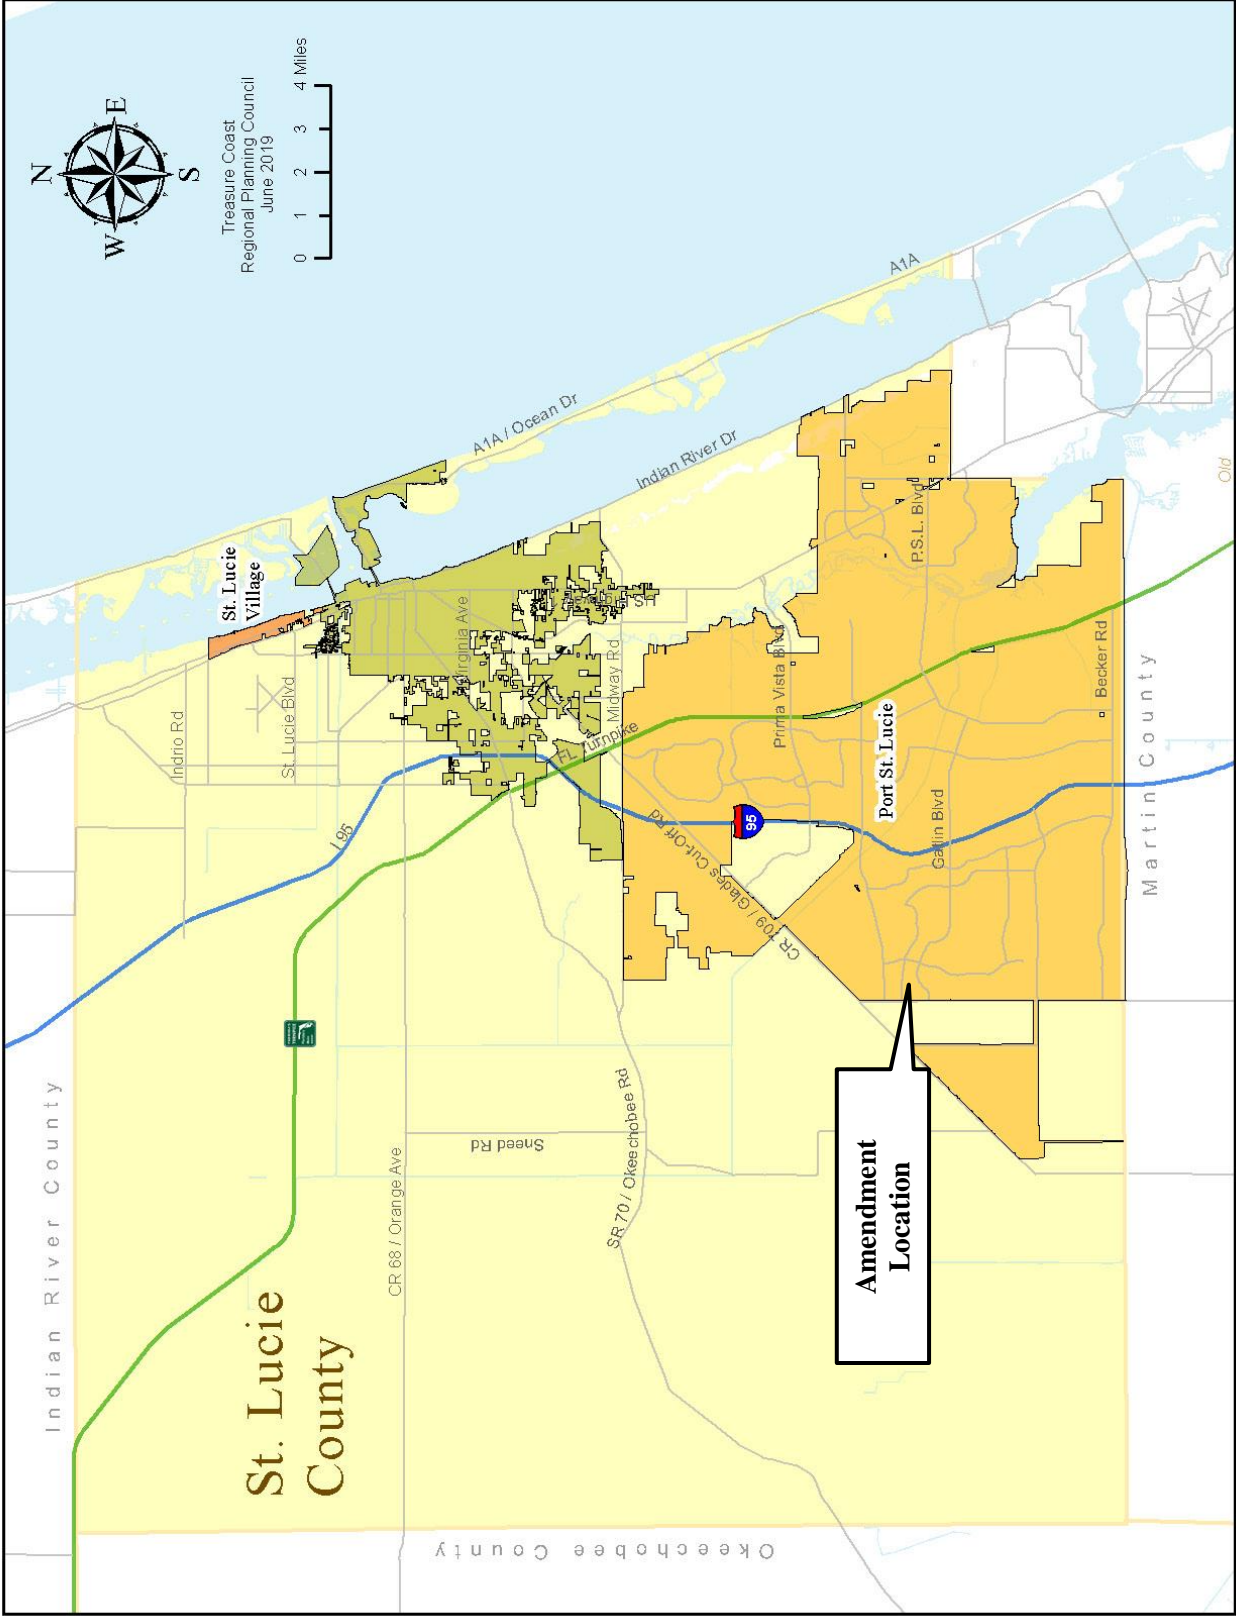 Indian River County
N
W
E
S
Treasure Coast
Regional Planning Council
June 2019
0 1 2 3 4 Miles
St. Lucie
County
St. Lucie
Village
Indrio Rd
St. Lucie Blvd
I 95
CR 68 / Orange Ave
Virginia Ave
A1A / Ocean Dr
Sneed Rd
SR 70 / Okeechobee Rd
FL Turnpike
Midway Rd
Indian River Dr
CR 709 / Glades Cut-Off Rd
95
Prima Vista Blvd
A1A
Port St. Lucie
P.S.L. Blvd
Gatlin Blvd
Amendment
Location
Becker Rd
Martin County
Okeechobee County
Old